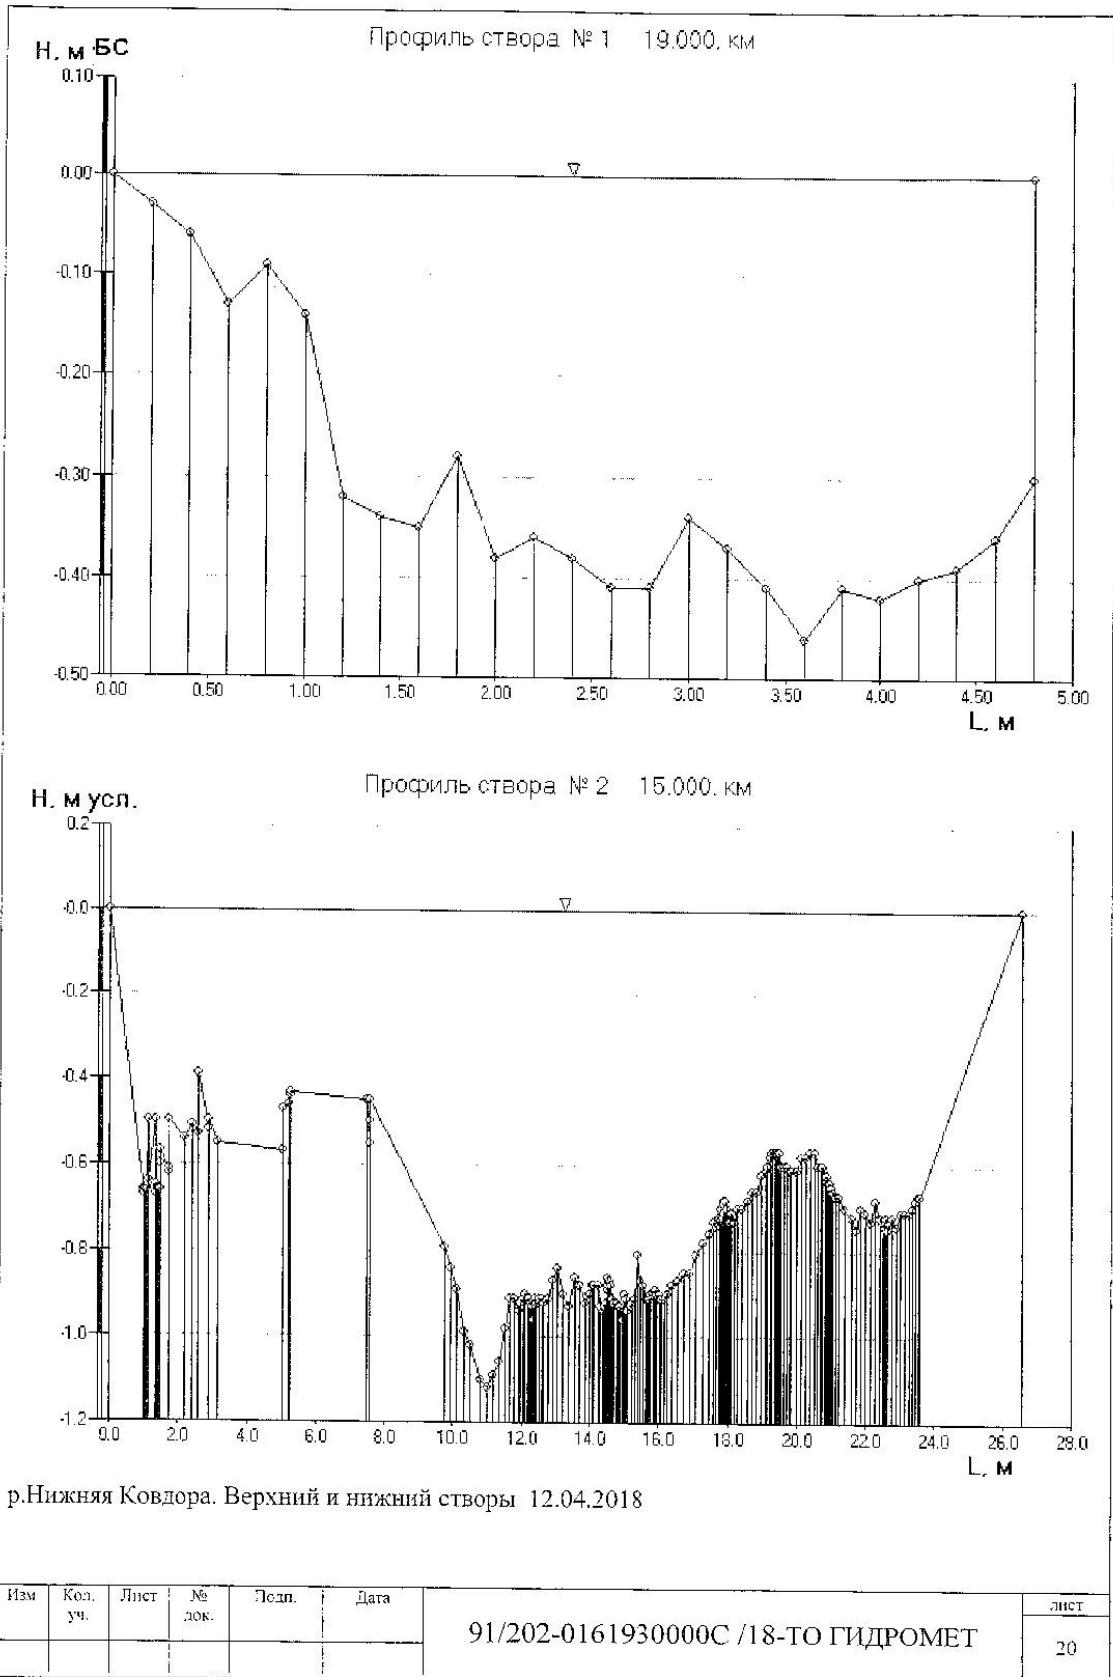 Профиль створа № 1 19.000. км
Н. м БС
0.10
0.00
-0.10
-0.20
-0.30
-0.40
-0.50
0.00 0.50 1.00 1.50 2.00 2.50 3.00 3.50 4.00 4.50 5.00
L. м
Профиль створа № 2 15.000. км
Н. м усл.
0.2
-0.0
-0.2
-0.4
-0.6
-0.8
-1.0
-1.2
0.0 2.0 4.0 6.0 8.0 10.0 12.0 14.0 16.0 18.0 20.0 22.0 24.0 26.0 28.0
L. м
р.Нижняя Ковдора. Верхний и нижний створы 12.04.2018
Изм Кол. уч. Лист № док. Подп. Дата
91/202-0161930000С /18-ТО ГИДРОМЕТ
лист
20